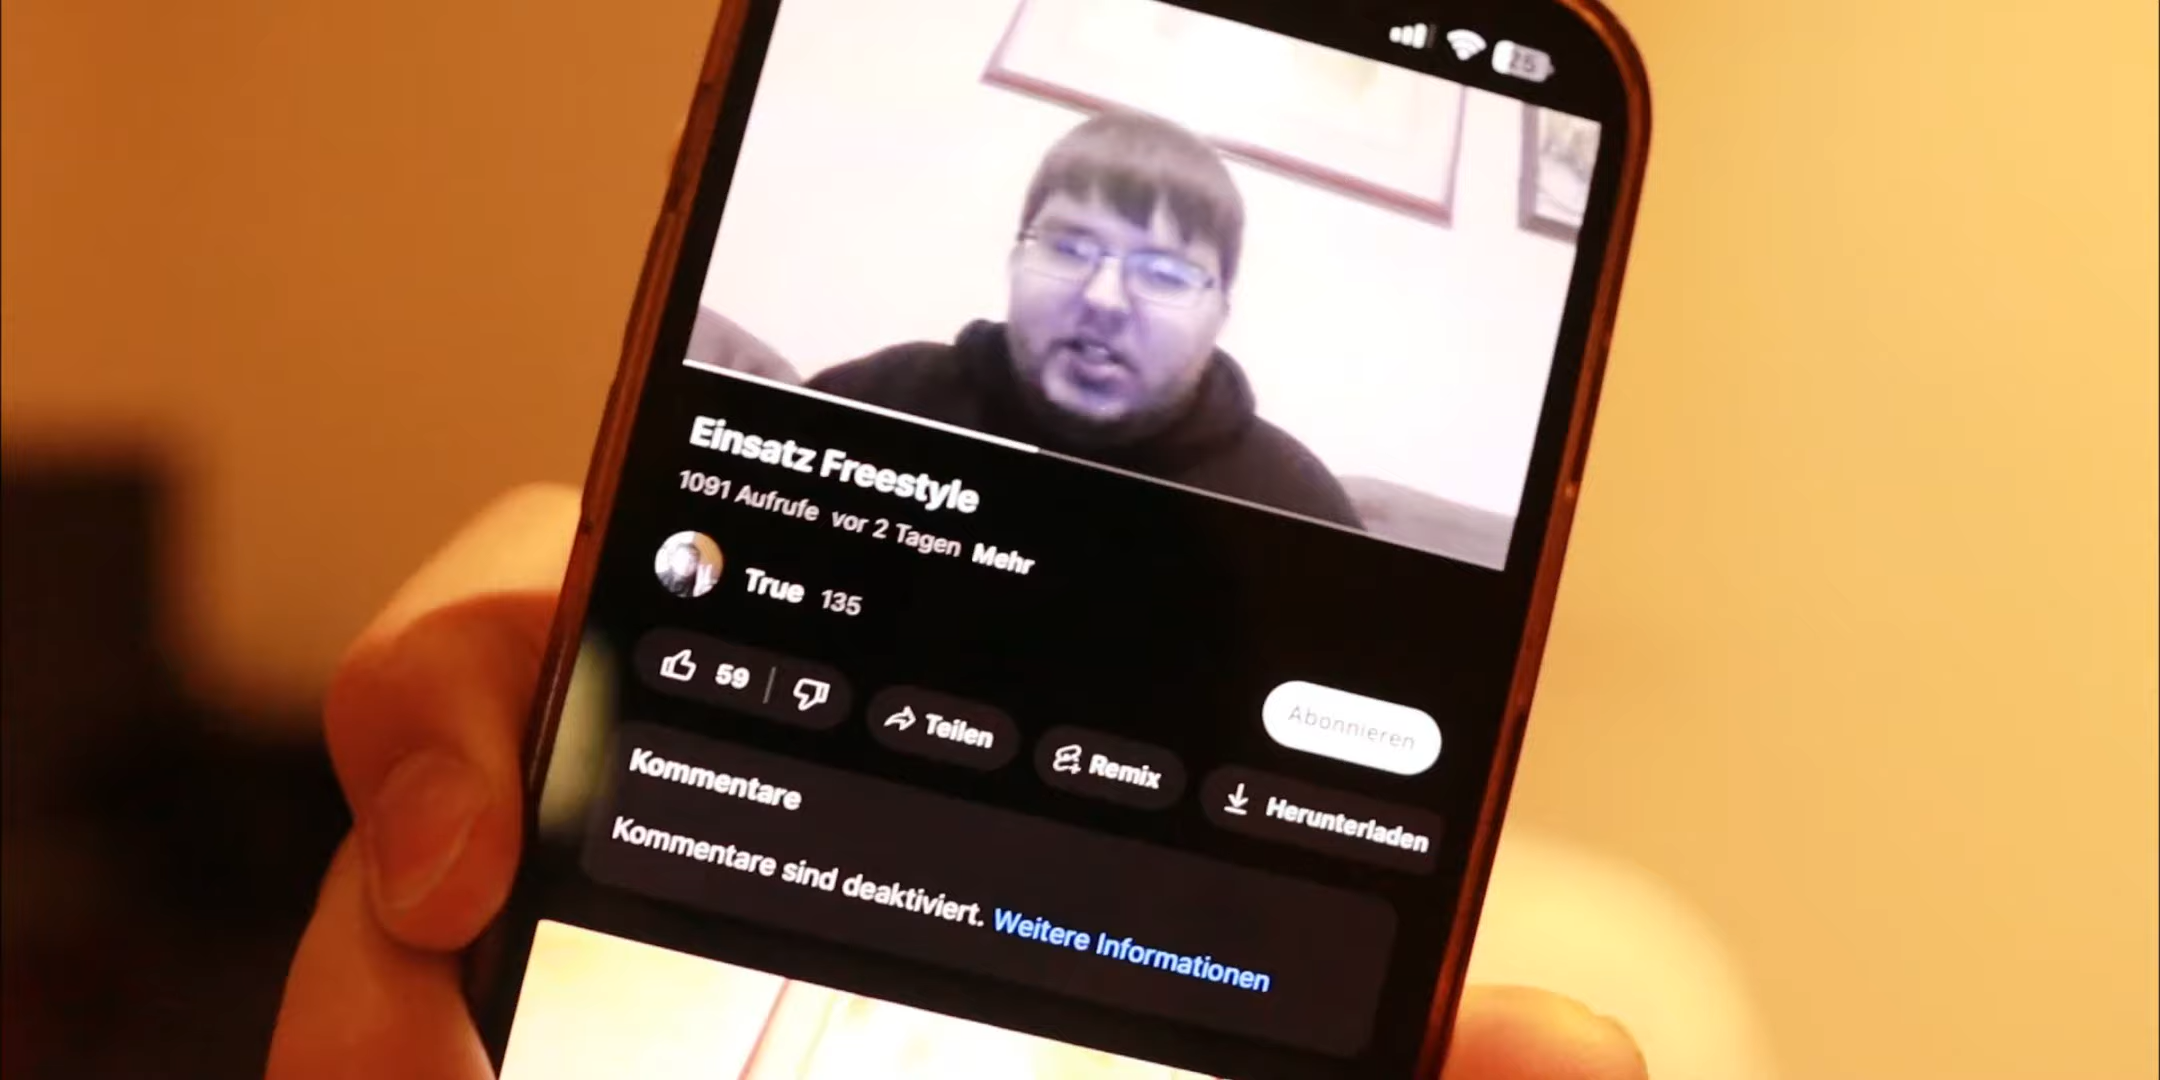 25
Einsatz Freestyle
1091 Aufrufe vor 2 Tagen Mehr
True 135
59
Teilen
Remix
Abonnieren
Herunterladen
Kommentare
Kommentare sind deaktiviert. Weitere Informationen